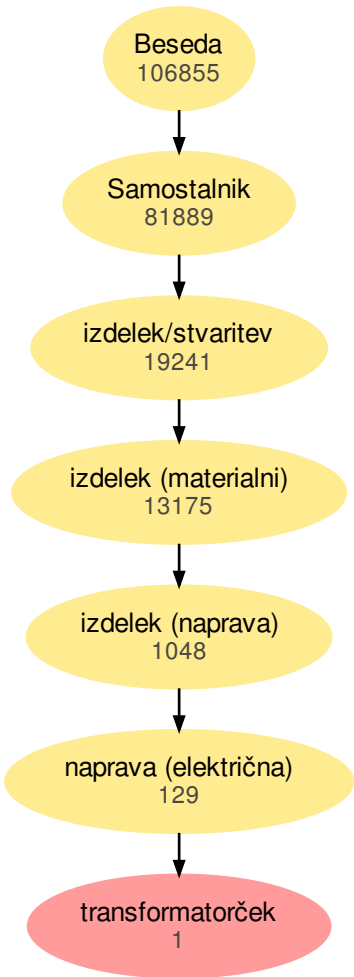 Beseda
106855
Samostalnik
81889
izdelek/stvaritev
19241
izdelek (materialni)
13175
izdelek (naprava)
1048
naprava (električna)
129
transformatorček
1